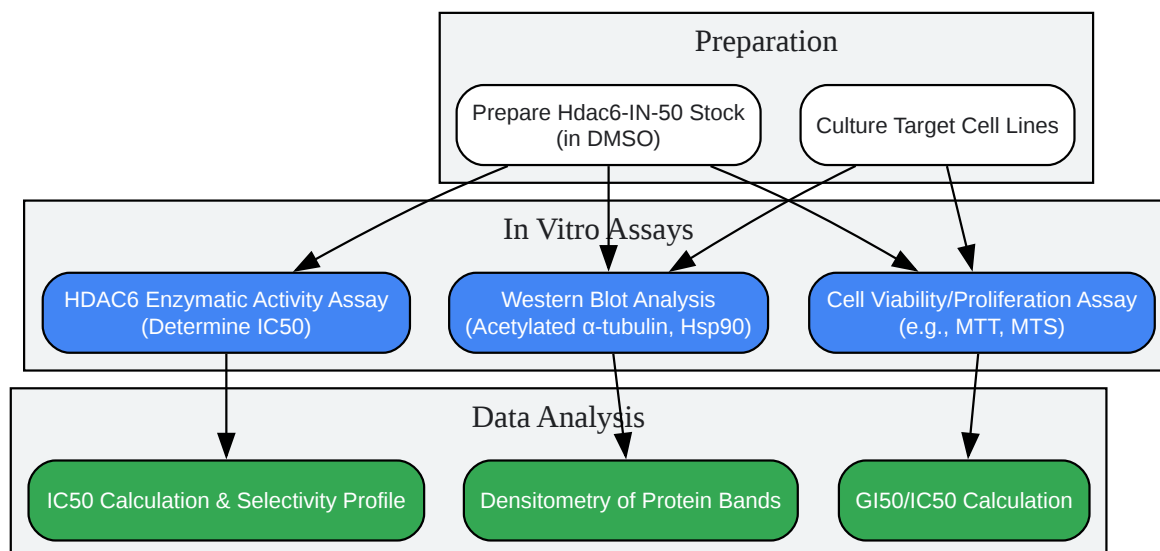 Preparation
Prepare Hdac6-IN-50 Stock
(in DMSO)
Culture Target Cell Lines
In Vitro Assays
HDAC6 Enzymatic Activity Assay
(Determine IC50)
Western Blot Analysis
(Acetylated α-tubulin, Hsp90)
Cell Viability/Proliferation Assay
(e.g., MTT, MTS)
Data Analysis
IC50 Calculation & Selectivity Profile
Densitometry of Protein Bands
GI50/IC50 Calculation